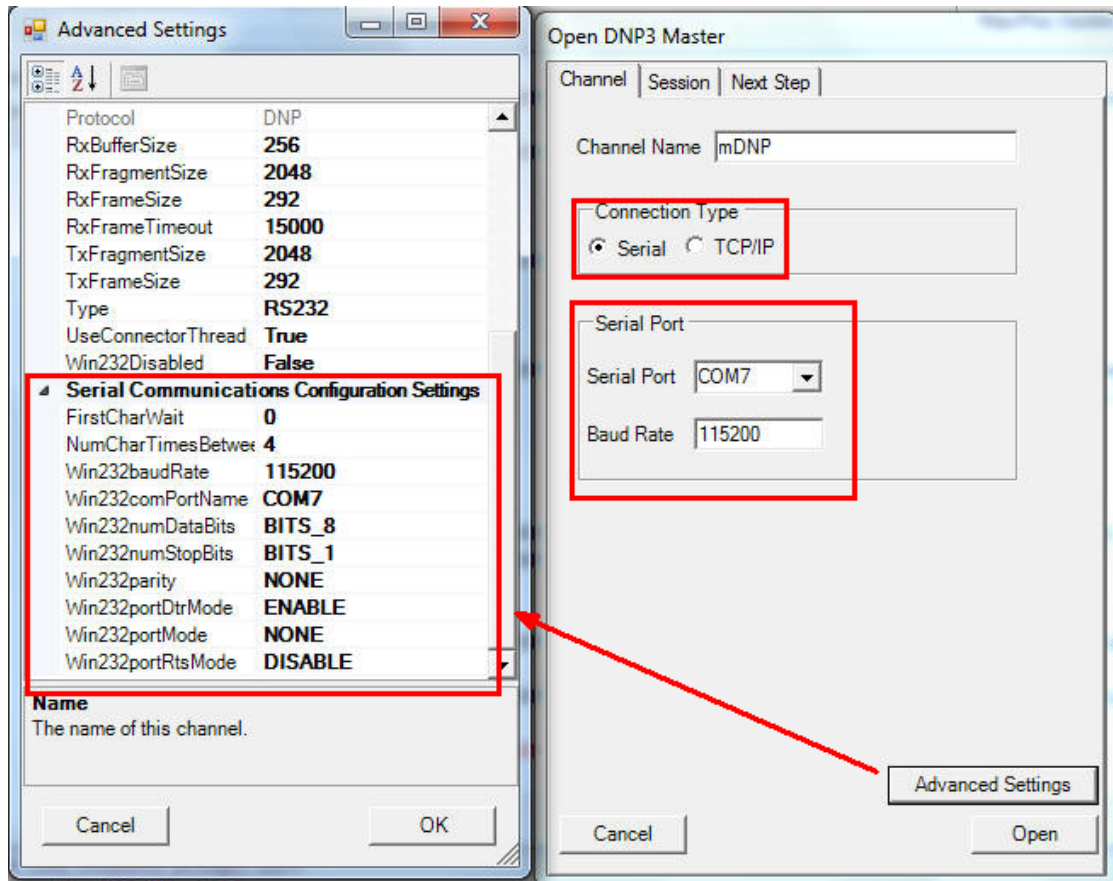 Advanced Settings
Protocol DNP
RxBufferSize 256
RxFragmentSize 2048
RxFrameSize 292
RxFrameTimeout 15000
TxFragmentSize 2048
TxFrameSize 292
Type RS232
UseConnectorThread True
Win232Disabled False
Serial Communications Configuration Settings
FirstCharWait 0
NumCharTimesBetwee 4
Win232baudRate 115200
Win232comPortName COM7
Win232numDataBits BITS_8
Win232numStopBits BITS_1
Win232parity NONE
Win232portDtrMode ENABLE
Win232portMode NONE
Win232portRtsMode DISABLE
Name
The name of this channel.
Cancel OK
Open DNP3 Master
Channel Session Next Step
Channel Name mDNP
Connection Type
Serial TCP/IP
Serial Port
Serial Port COM7
Baud Rate 115200
Advanced Settings
Cancel Open